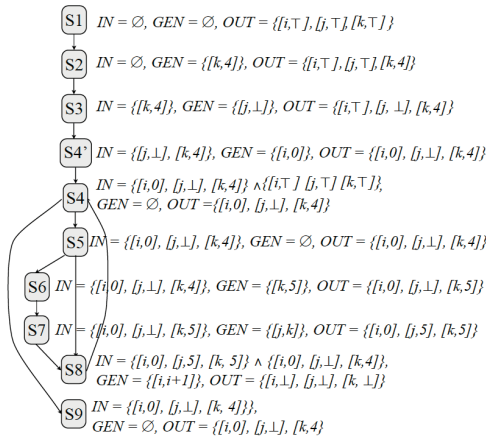 S1 IN = ∅, GEN = ∅, OUT = {[i,⊤],[j,⊤],[k,⊤]}
S2 IN = ∅, GEN = {[k,4]}, OUT = {[i,⊤],[j,⊤],[k,4]}
S3 IN = {[k,4]}, GEN = {[j,⊥]}, OUT = {[i,⊤],[j, ⊥], [k,4]}
S4' IN = {[j,⊥], [k,4]}, GEN = {[i,0]}, OUT = {[i,0], [j,⊥], [k,4]}
IN = {[i,0], [j,⊥], [k,4]} ∧{[i,⊤] [j,⊤] [k,⊤]},
S4 GEN = ∅, OUT ={[i,0], [j,⊥], [k,4]}
S5 IN = {[i,0], [j,⊥], [k,4]}, GEN = ∅, OUT = {[i,0], [j,⊥], [k,4]}
S6 IN = {[i,0], [j,⊥], [k,4]}, GEN = {[k,5]}, OUT = {[i,0], [j,⊥], [k,5]}
S7 IN = {[i,0], [j,⊥], [k,5]}, GEN = {[j,k]}, OUT = {[i,0], [j,5], [k,5]}
S8 IN = {[i,0], [j,5], [k, 5]} ∧ {[i,0], [j,⊥], [k,4]},
GEN = {[i,i+1]}, OUT = {[i,⊥], [j,⊥], [k, ⊥]}
S9 IN = {[i,0], [j,⊥], [k, 4]}},
GEN = ∅, OUT = {[i,0], [j,⊥], [k,4}